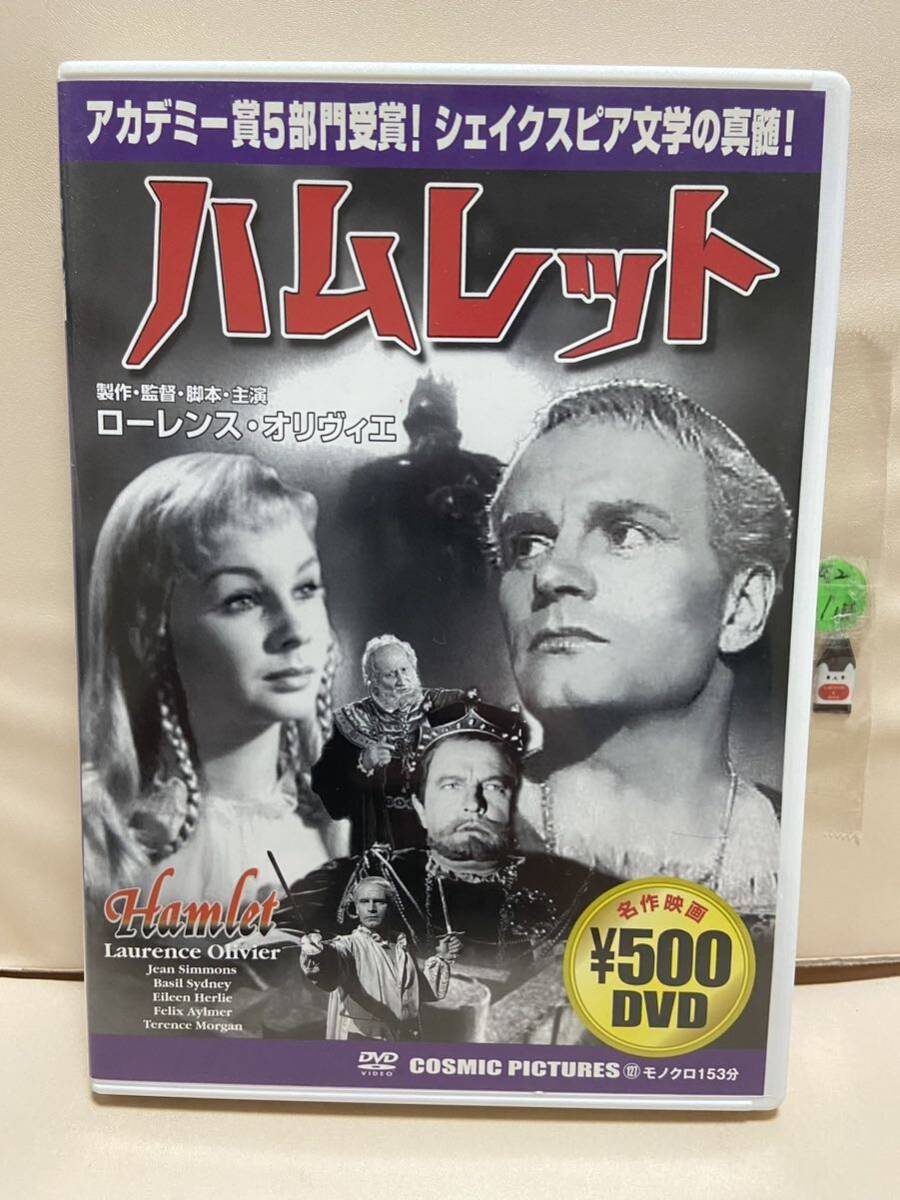 アカデミー賞5部門受賞！シェイクスピア文学の真髄！
ハムレット
製作・監督・脚本・主演
ローレンス・オリヴィエ
Hamlet
Laurence Olivier
Jean Simmons
Basil Sydney
Eileen Herlie
Felix Aylmer
Terence Morgan
名作映画
¥500
DVD
DVD VIDEO COSMIC PICTURES 127 モノクロ153分